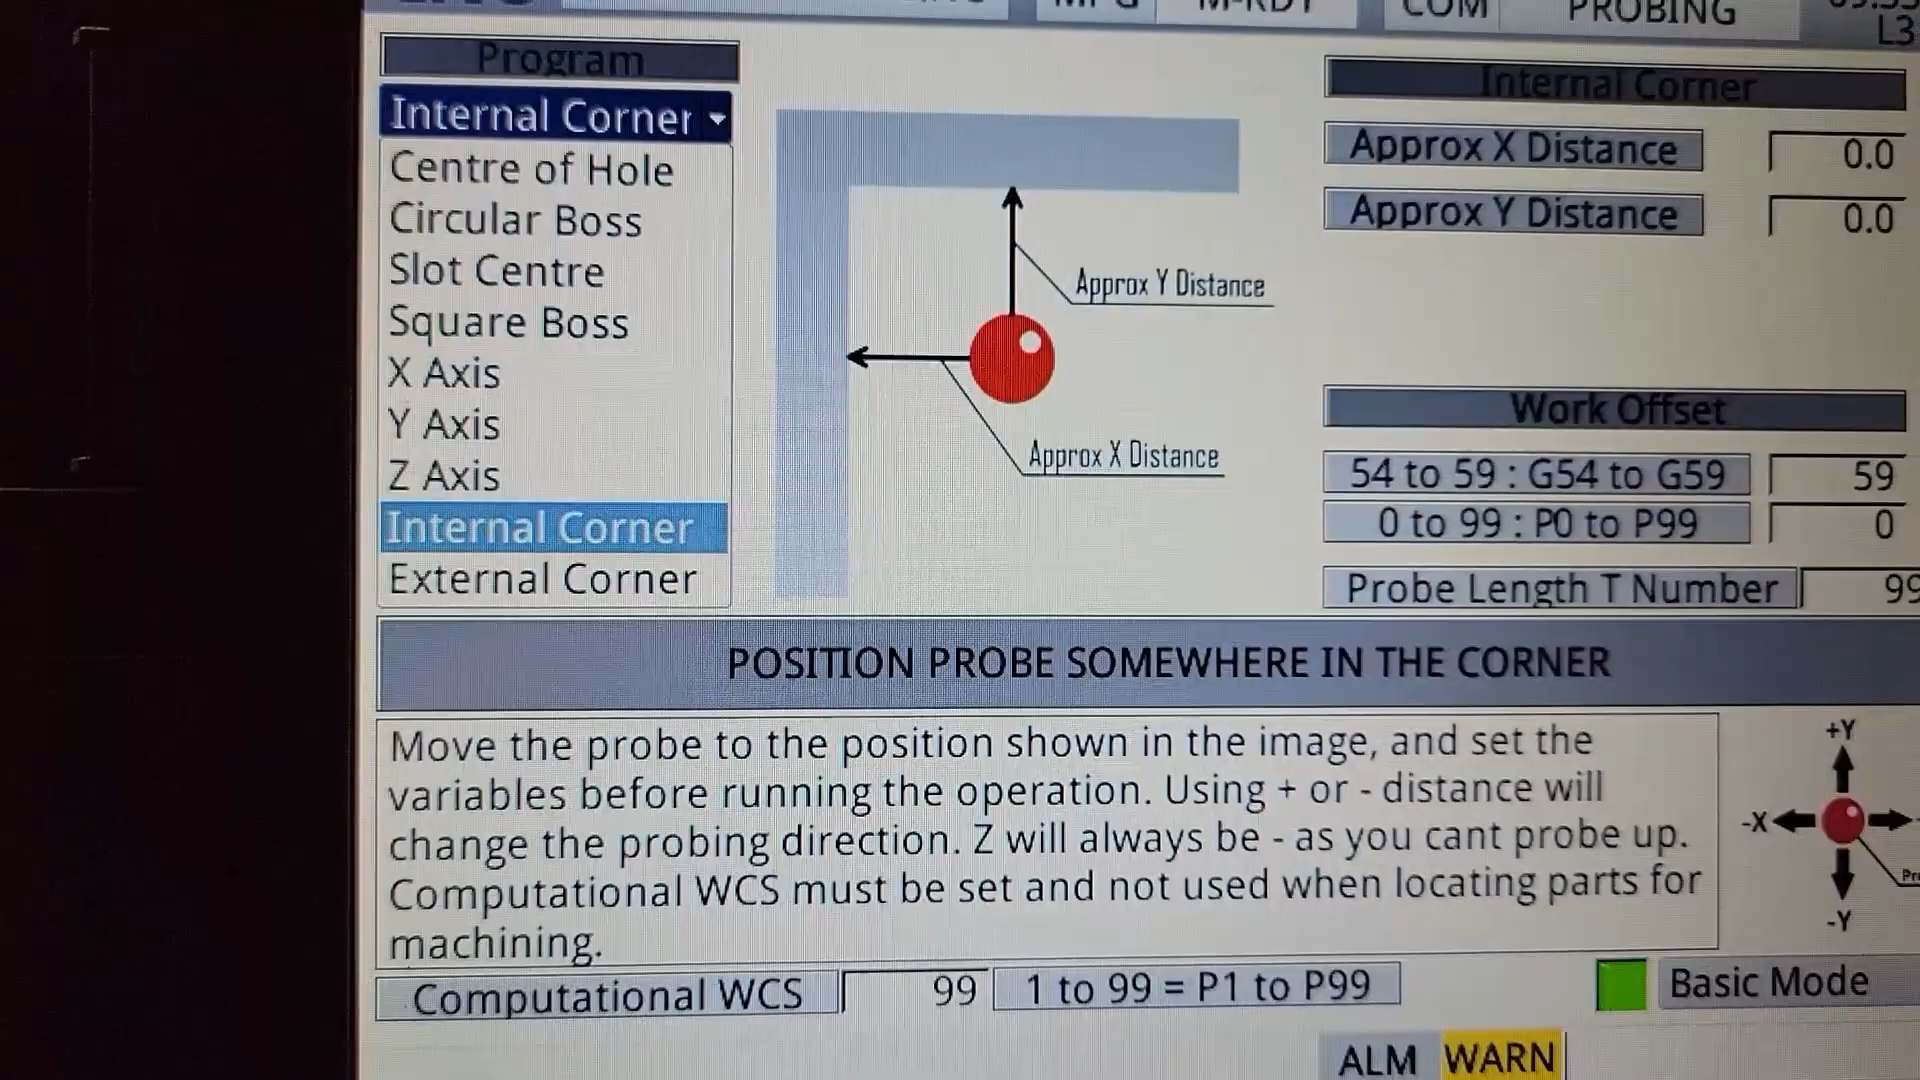 COM
PROBING
L3
Program
Internal Corner
Centre of Hole
Circular Boss
Slot Centre
Square Boss
X Axis
Y Axis
Z Axis
Internal Corner
External Corner
Approx Y Distance
Approx X Distance
Internal Corner
Approx X Distance 0.0
Approx Y Distance 0.0
Work Offset
54 to 59 : G54 to G59 59
0 to 99 : P0 to P99 0
Probe Length T Number 99
POSITION PROBE SOMEWHERE IN THE CORNER
Move the probe to the position shown in the image, and set the
variables before running the operation. Using + or - distance will
change the probing direction. Z will always be - as you cant probe up.
Computational WCS must be set and not used when locating parts for
machining.
+Y
-X
-Y
Computational WCS 99 1 to 99 = P1 to P99
Basic Mode
ALM WARN